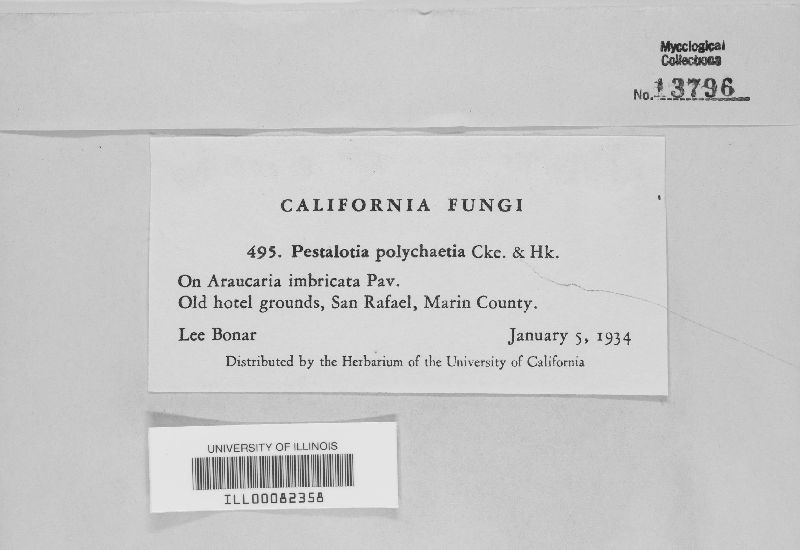 Mycological
Collections
No. 13796
CALIFORNIA FUNGI
495. Pestalotia polychaetia Cke. & Hk.
On Araucaria imbricata Pav.
Old hotel grounds, San Rafael, Marin County.
Lee Bonar January 5, 1934
Distributed by the Herbarium of the University of California
UNIVERSITY OF ILLINOIS
ILL00082358